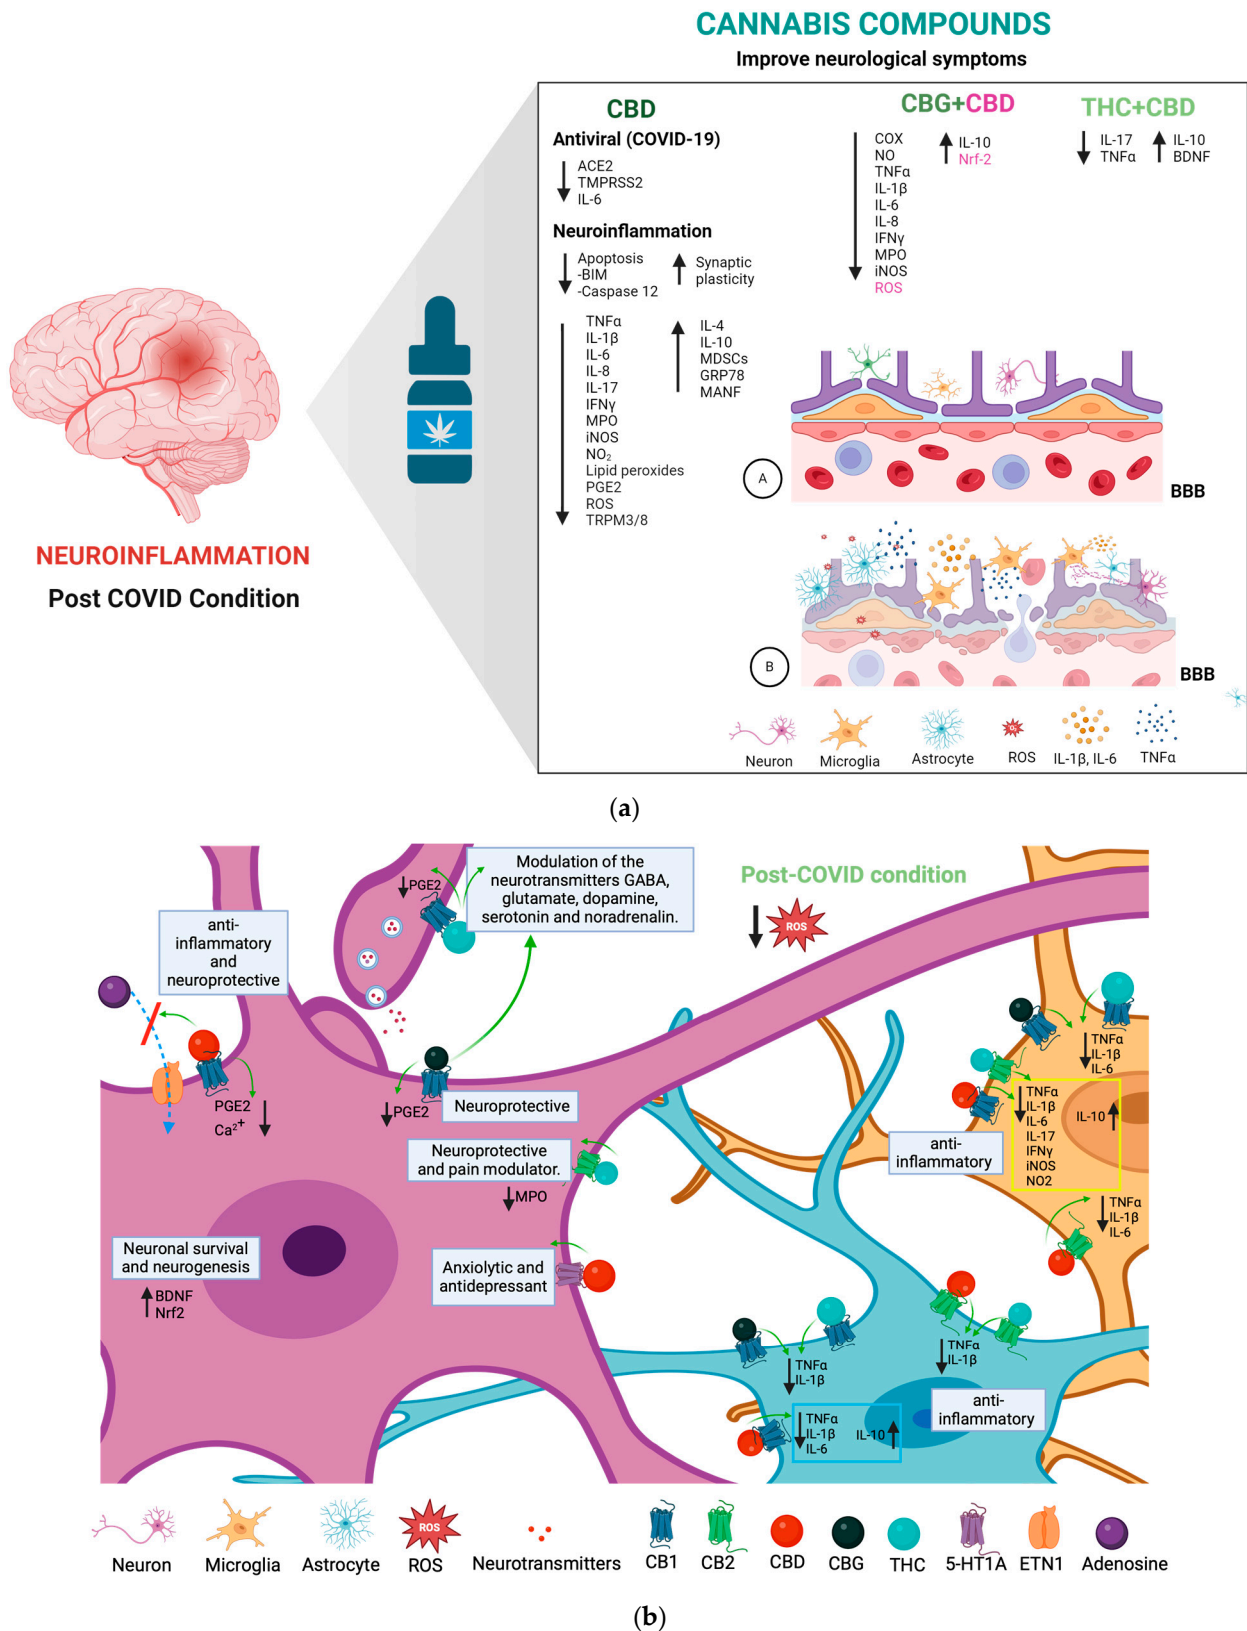 CANNABIS COMPOUNDS
Improve neurological symptoms
CBD
Antiviral (COVID-19)
ACE2
TMPRSS2
IL-6
Neuroinflammation
Apoptosis
-BIM
-Caspase 12
Synaptic
plasticity
TNFα
IL-1β
IL-6
IL-8
IL-17
IFNγ
MPO
iNOS
NO₂
Lipid peroxides
PGE2
ROS
TRPM3/8
IL-4
IL-10
MDSCs
GRP78
MANF
CBG+CBD
COX
NO
TNFα
IL-1β
IL-6
IL-8
IFNγ
MPO
iNOS
ROS
IL-10
Nrf-2
THC+CBD
IL-17
TNFα
IL-10
BDNF
A
BBB
B
BBB
NEUROINFLAMMATION
Post COVID Condition
Neuron
Microglia
Astrocyte
ROS
IL-1β, IL-6
TNFα
(a)
Modulation of the
neurotransmitters GABA,
glutamate, dopamine,
serotonin and noradrenalin.
PGE2
Post-COVID condition
ROS
anti-
inflammatory
and
neuroprotective
PGE2
Ca²⁺
PGE2
Neuroprotective
Neuroprotective
and pain modulator.
MPO
Neuronal survival
and neurogenesis
BDNF
Nrf2
Anxiolytic and
antidepressant
TNFα
IL-1β
IL-6
TNFα
IL-1β
IL-6
IL-17
IFNγ
iNOS
NO2
IL-10
anti-
inflammatory
TNFα
IL-1β
IL-6
TNFα
IL-1β
TNFα
IL-1β
anti-
inflammatory
TNFα
IL-1β
IL-6
IL-10
ROS
Neuron
Microglia
Astrocyte
ROS
Neurotransmitters
CB1
CB2
CBD
CBG
THC
5-HT1A
ETN1
Adenosine
(b)